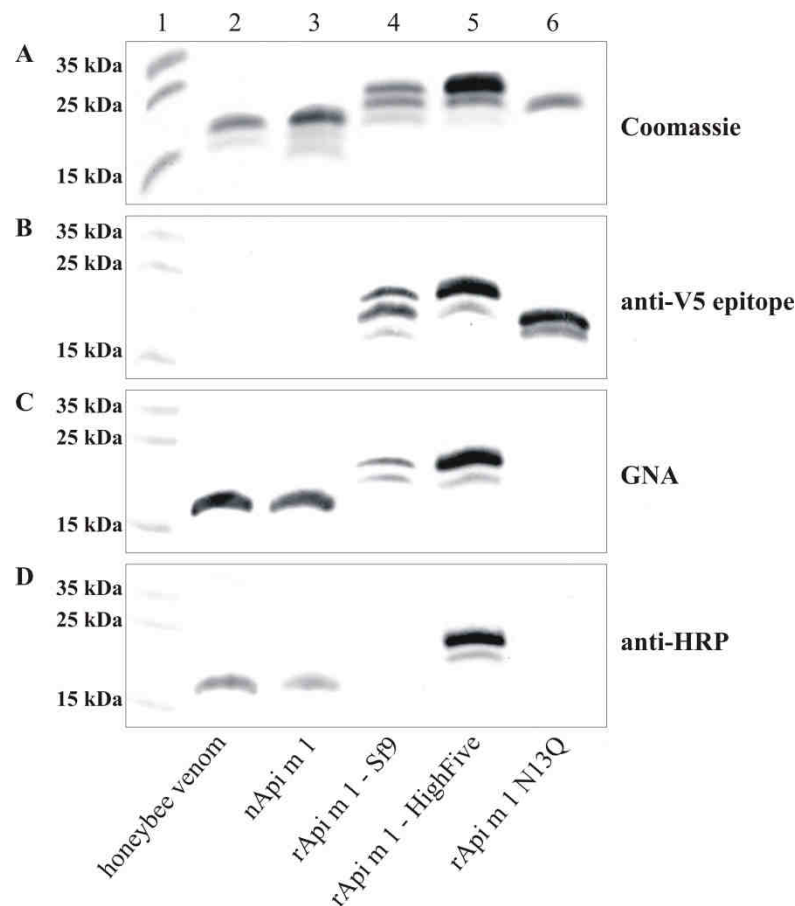 1 2 3 4 5 6
A
35 kDa
25 kDa
15 kDa
Coomassie
B
35 kDa
25 kDa
15 kDa
anti-V5 epitope
C
35 kDa
25 kDa
15 kDa
GNA
D
35 kDa
25 kDa
15 kDa
anti-HRP
honeybee venom
nApi m 1
rApi m 1 - Sf9
rApi m 1 - HighFive
rApi m 1 N13Q